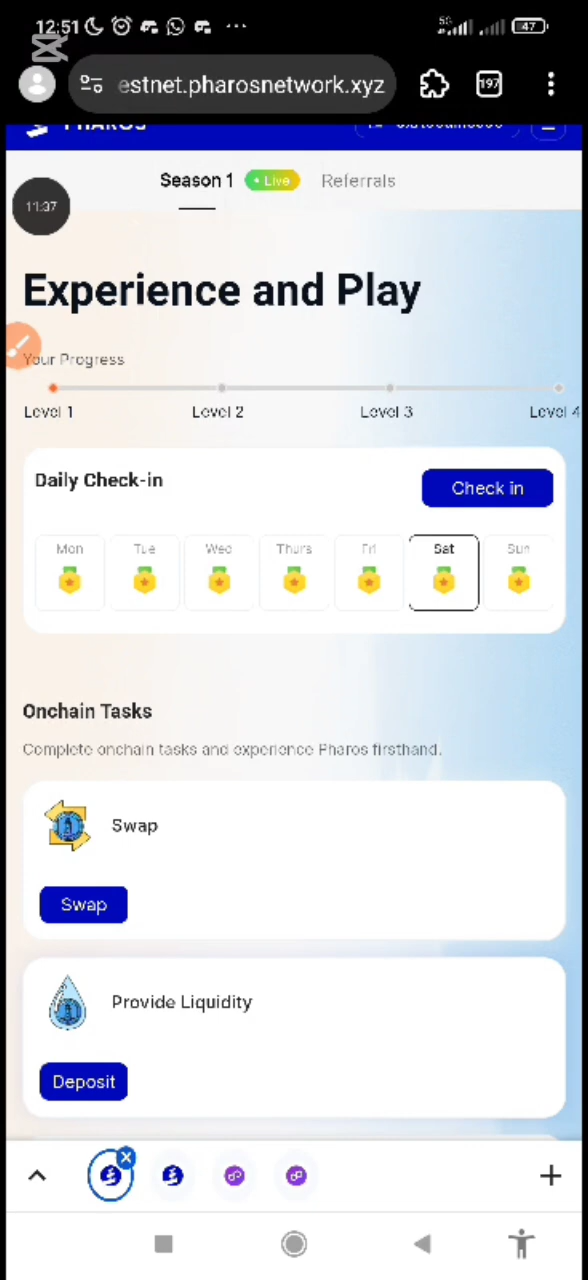 12:51
5G
47
estnet.pharosnetwork.xyz
197
PHAROS
Season 1
Live
Referrals
11:37
Experience and Play
Your Progress
Level 1
Level 2
Level 3
Level 4
Daily Check-in
Check in
Mon
Tue
Wed
Thurs
Fri
Sat
Sun
Onchain Tasks
Complete onchain tasks and experience Pharos firsthand.
Swap
Swap
Provide Liquidity
Deposit